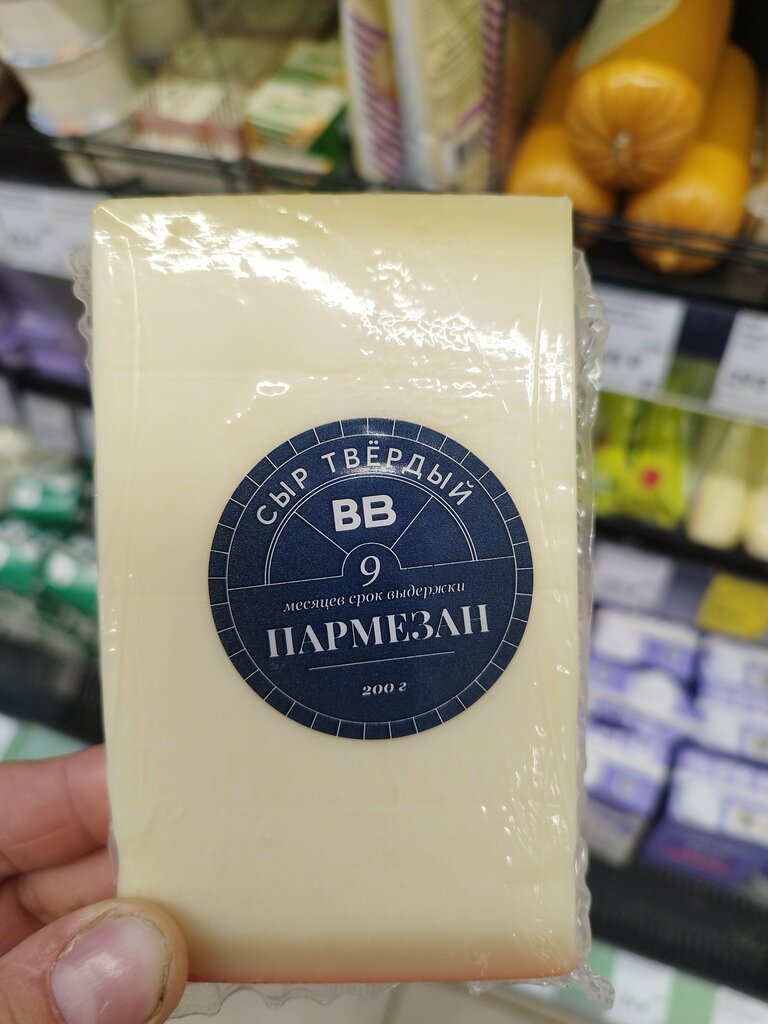 СЫР ТВЁРДЫЙ
ВВ
9
месяцев срок выдержки
ПАРМЕЗАН
200 г